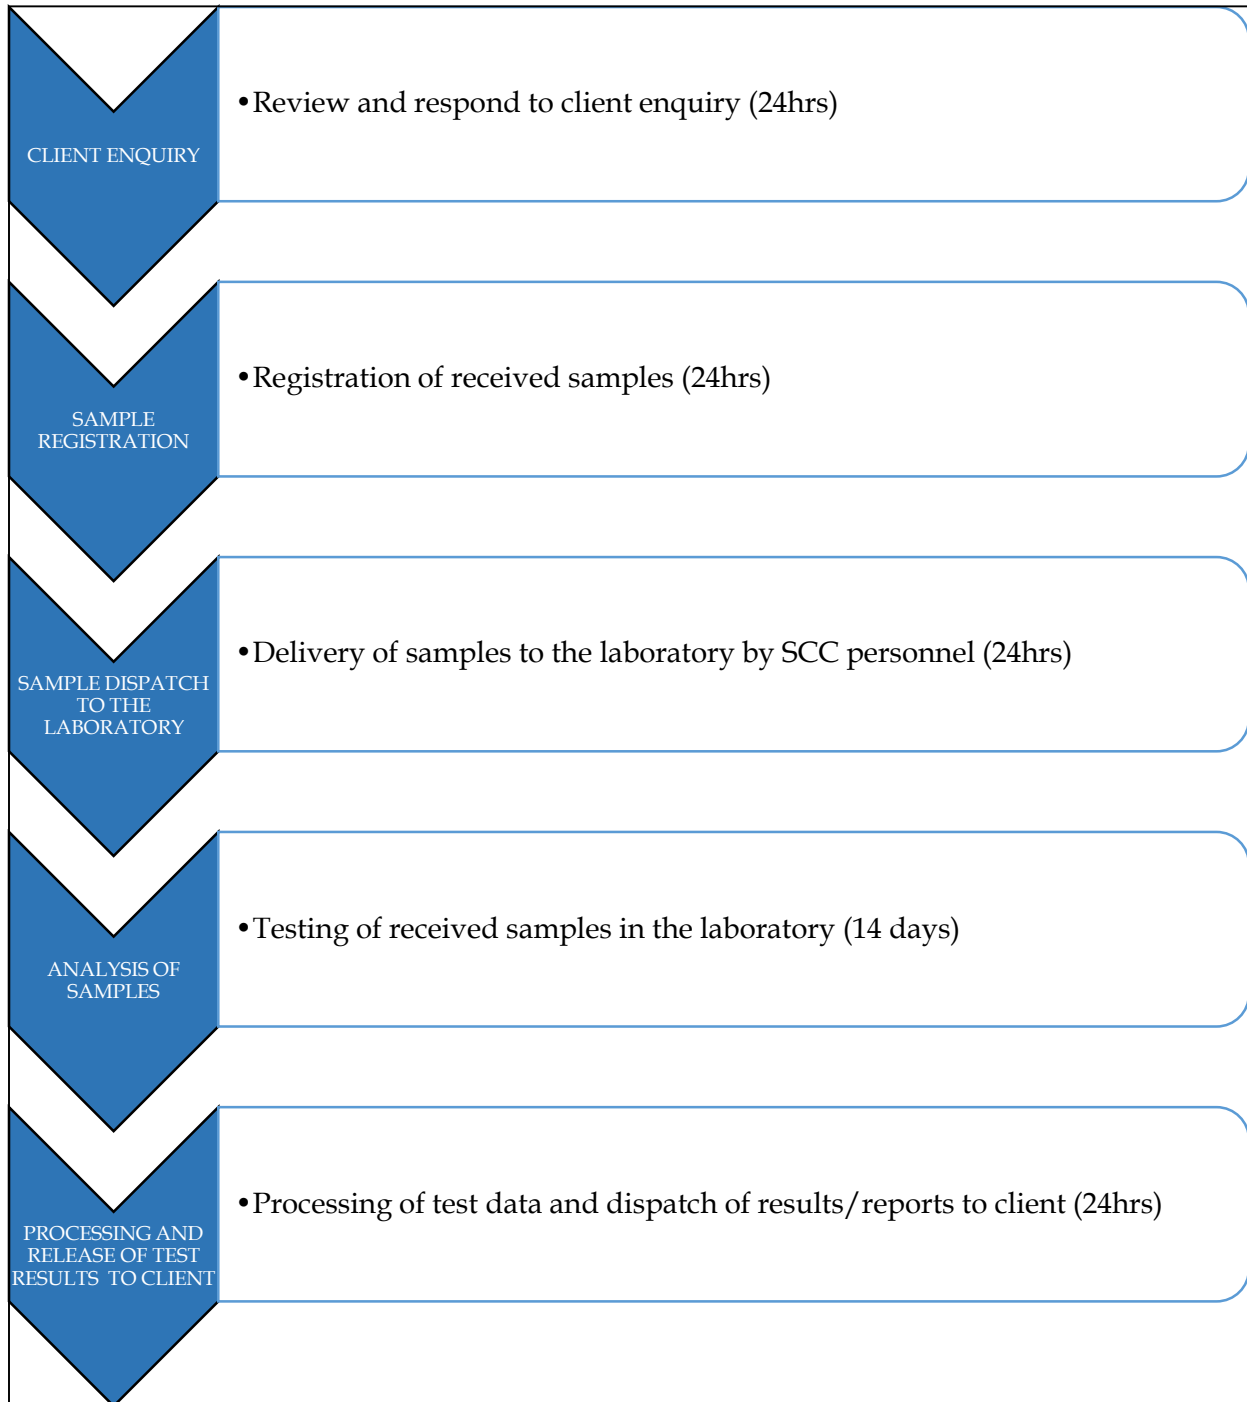 CLIENT ENQUIRY
•Review and respond to client enquiry (24hrs)
SAMPLE
REGISTRATION
•Registration of received samples (24hrs)
SAMPLE DISPATCH
TO THE
LABORATORY
•Delivery of samples to the laboratory by SCC personnel (24hrs)
ANALYSIS OF
SAMPLES
•Testing of received samples in the laboratory (14 days)
PROCESSING AND
RELEASE OF TEST
RESULTS TO CLIENT
•Processing of test data and dispatch of results/reports to client (24hrs)